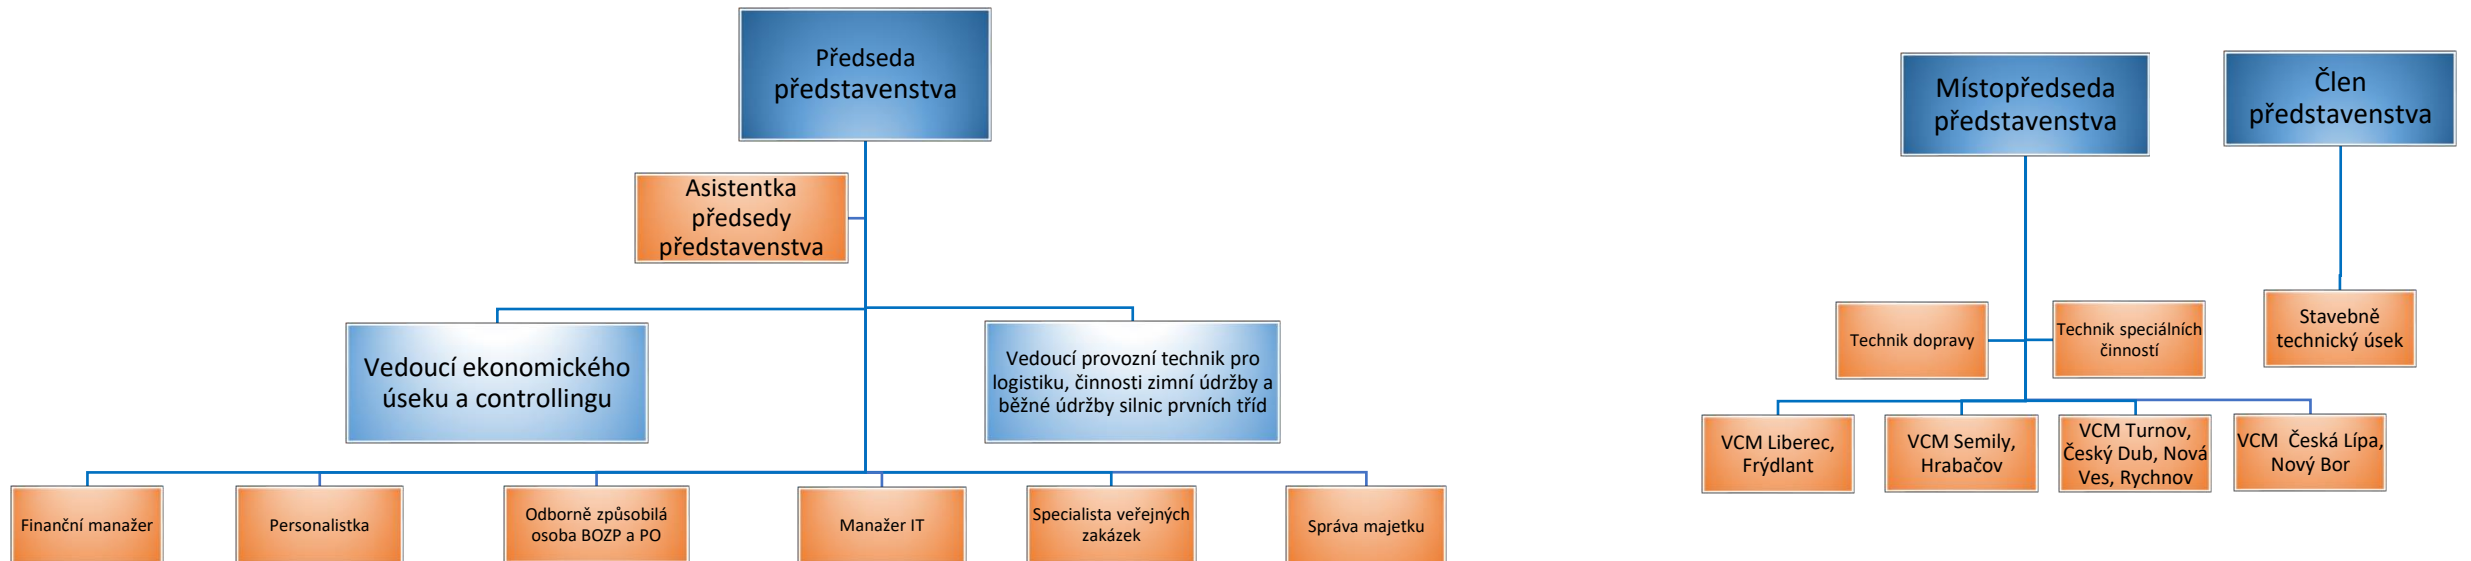 Předseda
představenstva
Místopředseda
představenstva
Člen
představenstva
Asistentka
předsedy
představenstva
Vedoucí ekonomického
úseku a controllingu
Vedoucí provozní technik pro
logistiku, činnosti zimní údržby a
běžné údržby silnic prvních tříd
Technik dopravy
Technik speciálních
činností
Stavebně
technický úsek
VCM Liberec,
Frýdlant
VCM Semily,
Hrabačov
VCM Turnov,
Český Dub, Nová
Ves, Rychnov
VCM Česká Lípa,
Nový Bor
Finanční manažer
Personalistka
Odborně způsobilá
osoba BOZP a PO
Manažer IT
Specialista veřejných
zakázek
Správa majetku